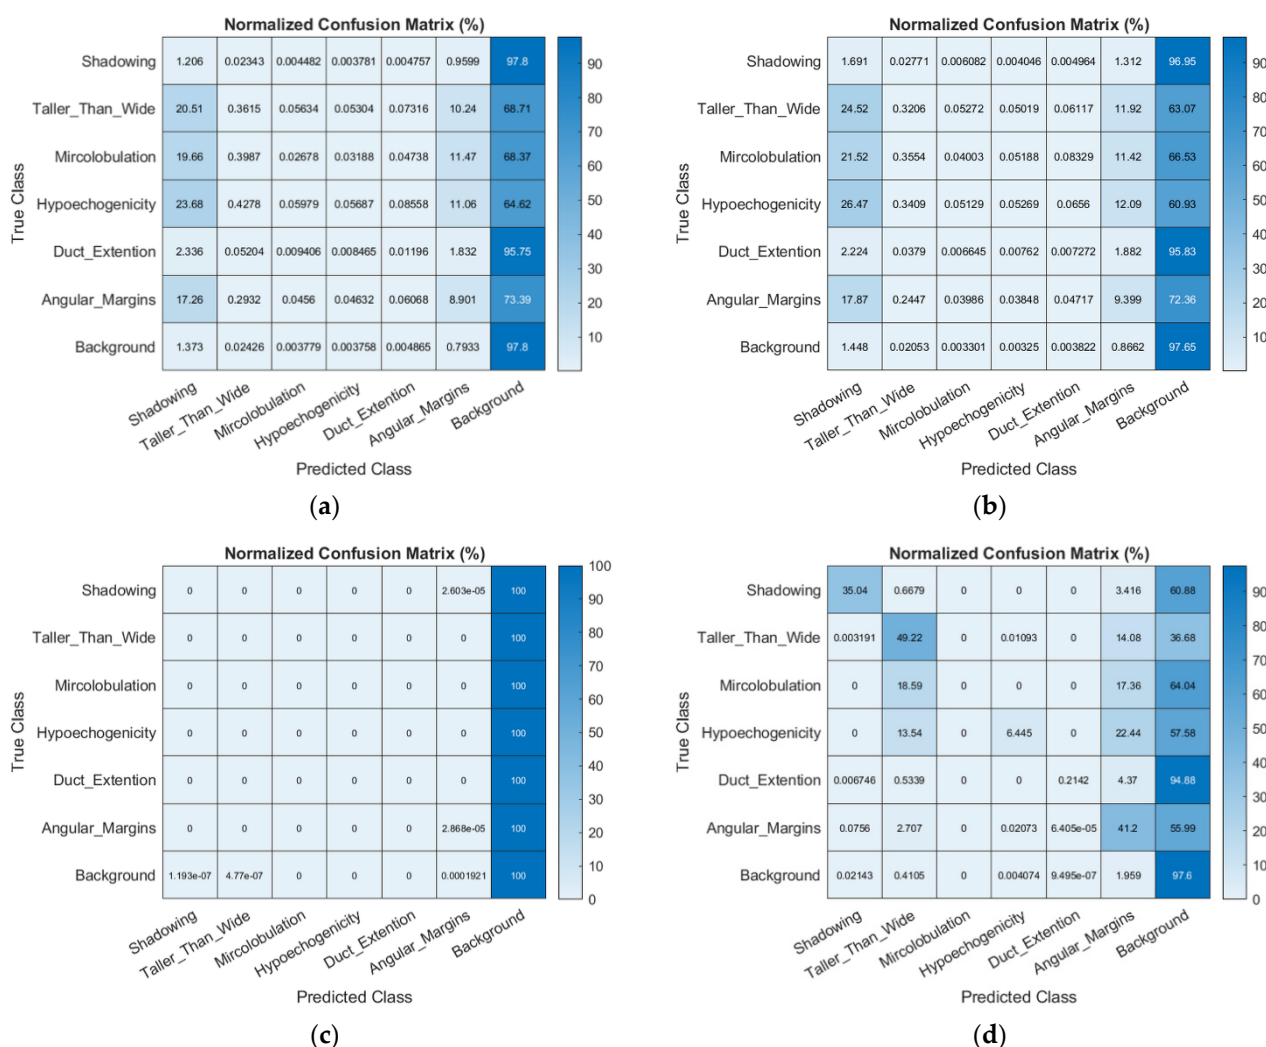 Normalized Confusion Matrix (%)
True Class
Shadowing 1.206 0.02343 0.004482 0.003781 0.004757 0.9599 97.8
Taller_Than_Wide 20.51 0.3615 0.05634 0.05304 0.07316 10.24 68.71
Mircolobulation 19.66 0.3987 0.02678 0.03188 0.04738 11.47 68.37
Hypoechogenicity 23.68 0.4278 0.05979 0.05687 0.08558 11.06 64.62
Duct_Extention 2.336 0.05204 0.009406 0.008465 0.01196 1.832 95.75
Angular_Margins 17.26 0.2932 0.0456 0.04632 0.06068 8.901 73.39
Background 1.373 0.02426 0.003779 0.003758 0.004865 0.7933 97.8
Shadowing Taller_Than_Wide Mircolobulation Hypoechogenicity Duct_Extention Angular_Margins Background
Predicted Class
90
80
70
60
50
40
30
20
10
(a)
Normalized Confusion Matrix (%)
True Class
Shadowing 1.691 0.02771 0.006082 0.004046 0.004964 1.312 96.95
Taller_Than_Wide 24.52 0.3206 0.05272 0.05019 0.06117 11.92 63.07
Mircolobulation 21.52 0.3554 0.04003 0.05188 0.08329 11.42 66.53
Hypoechogenicity 26.47 0.3409 0.05129 0.05269 0.0656 12.09 60.93
Duct_Extention 2.224 0.0379 0.006645 0.00762 0.007272 1.882 95.83
Angular_Margins 17.87 0.2447 0.03986 0.03848 0.04717 9.399 72.36
Background 1.448 0.02053 0.003301 0.00325 0.003822 0.8662 97.65
Shadowing Taller_Than_Wide Mircolobulation Hypoechogenicity Duct_Extention Angular_Margins Background
Predicted Class
90
80
70
60
50
40
30
20
10
(b)
Normalized Confusion Matrix (%)
True Class
Shadowing 0 0 0 0 0 2.603e-05 100
Taller_Than_Wide 0 0 0 0 0 0 100
Mircolobulation 0 0 0 0 0 0 100
Hypoechogenicity 0 0 0 0 0 0 100
Duct_Extention 0 0 0 0 0 0 100
Angular_Margins 0 0 0 0 0 2.868e-05 100
Background 1.193e-07 4.77e-07 0 0 0 0.0001921 100
Shadowing Taller_Than_Wide Mircolobulation Hypoechogenicity Duct_Extention Angular_Margins Background
Predicted Class
100
90
80
70
60
50
40
30
20
10
0
(c)
Normalized Confusion Matrix (%)
True Class
Shadowing 35.04 0.6679 0 0 0 3.416 60.88
Taller_Than_Wide 0.003191 49.22 0 0.01093 0 14.08 36.68
Mircolobulation 0 18.59 0 0 0 17.36 64.04
Hypoechogenicity 0 13.54 0 6.445 0 22.44 57.58
Duct_Extention 0.006746 0.5339 0 0 0.2142 4.37 94.88
Angular_Margins 0.0756 2.707 0 0.02073 6.405e-05 41.2 55.99
Background 0.02143 0.4105 0 0.004074 9.495e-07 1.959 97.6
Shadowing Taller_Than_Wide Mircolobulation Hypoechogenicity Duct_Extention Angular_Margins Background
Predicted Class
90
80
70
60
50
40
30
20
10
0
(d)